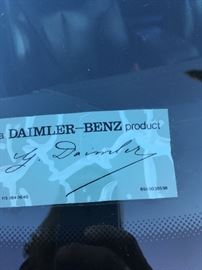 a DAIMLER-BENZ product
G. Daimler